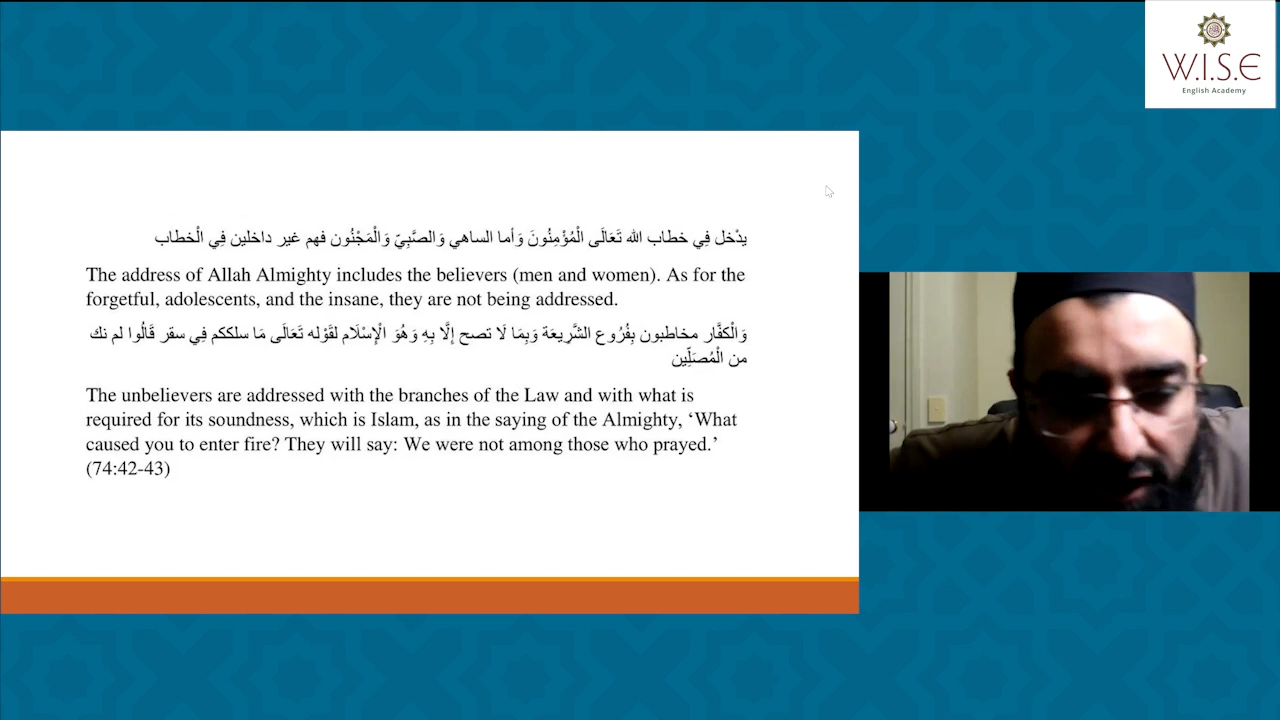 W.I.S.E
English Academy
يدْخل فِي خطاب الله تَعَالَى الْمُؤْمِنُونَ وَأما الساهي وَالصَّبِيّ وَالْمَجْنُون فهم غير داخلين فِي الْخطاب
The address of Allah Almighty includes the believers (men and women). As for the
forgetful, adolescents, and the insane, they are not being addressed.
وَالْكفَّار مخاطبون بِفُرُوع الشَّرِيعَة وَبِمَا لَا تصح إِلَّا بِهِ وَهُوَ الْإِسْلَام لقَوْله تَعَالَى مَا سلككم فِي سقر قَالُوا لم نك
من الْمُصَلِّين
The unbelievers are addressed with the branches of the Law and with what is
required for its soundness, which is Islam, as in the saying of the Almighty, ‘What
caused you to enter fire? They will say: We were not among those who prayed.’
(74:42-43)